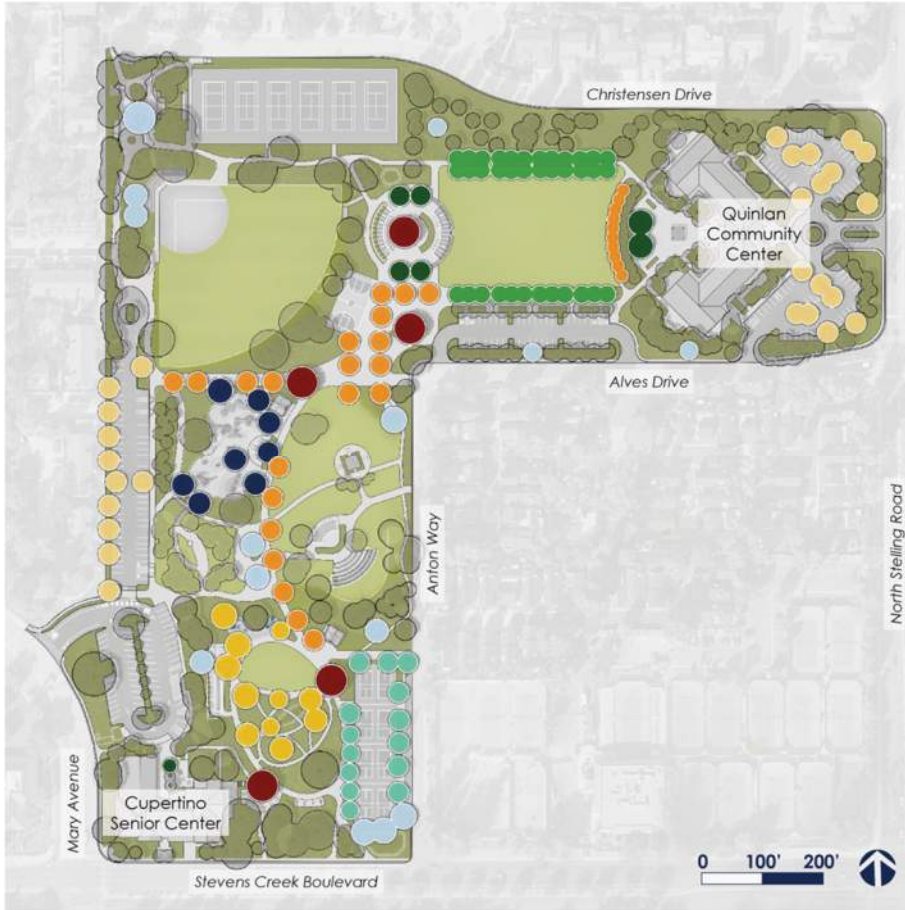 Christensen Drive
Quinlan
Community
Center
Alves Drive
Anton Way
North Stelling Road
Mary Avenue
Cupertino
Senior Center
Stevens Creek Boulevard
0 100' 200'